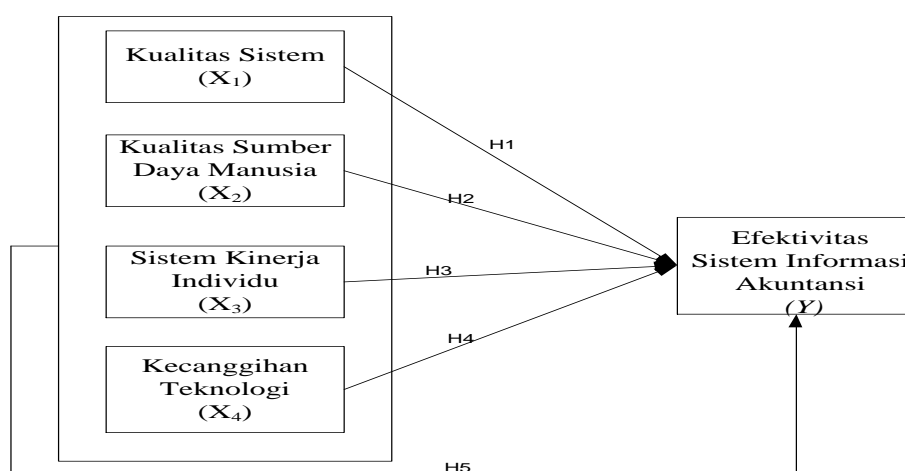 Kualitas Sistem
(X₁)
H1
Kualitas Sumber
Daya Manusia
(X₂)
H2
Efektivitas
Sistem Informasi
Akuntansi
(Y)
Sistem Kinerja
Individu
(X₃)
H3
Kecanggihan
Teknologi
(X₄)
H4
H5